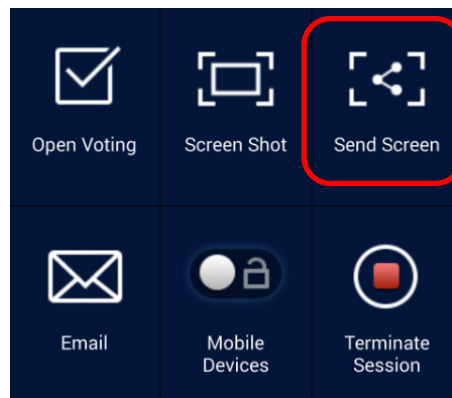 Open Voting
Screen Shot
Send Screen
Email
Mobile
Devices
Terminate
Session